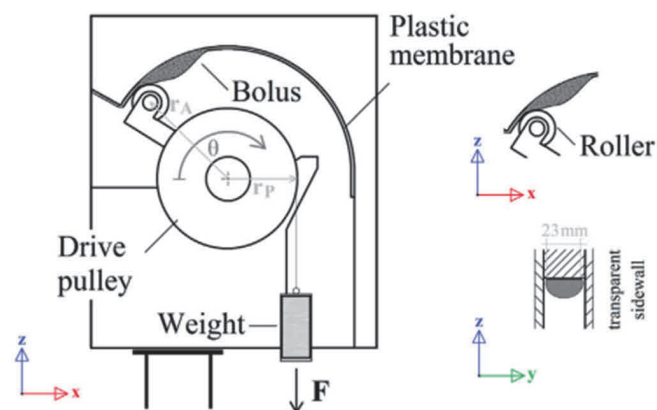 Plastic
membrane
Bolus
r_A
θ
r_P
Drive
pulley
Weight
F
z
x
Roller
z
x
23mm
transparent
sidewall
z
y